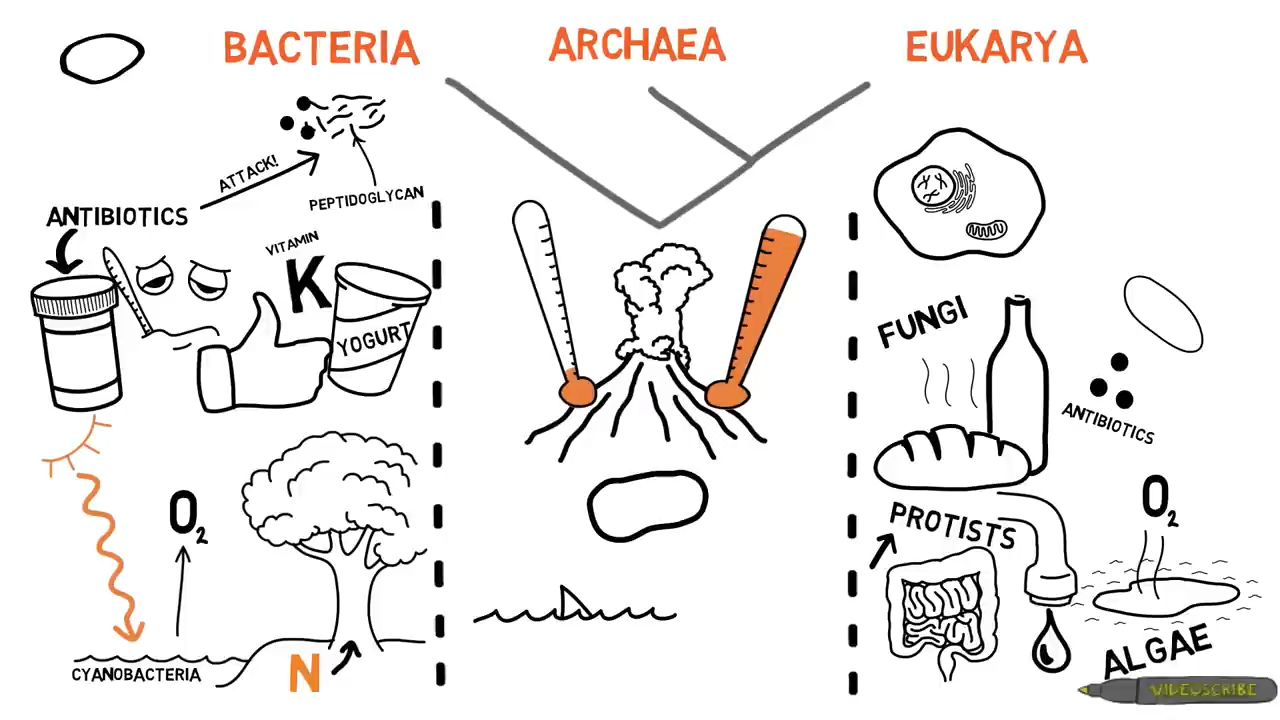 BACTERIA
ARCHAEA
EUKARYA
ATTACK!
PEPTIDOGLYCAN
ANTIBIOTICS
VITAMIN
K
YOGURT
O2
CYANOBACTERIA
N
FUNGI
ANTIBIOTICS
O2
PROTISTS
ALGAE
VIDEOSCRIBE